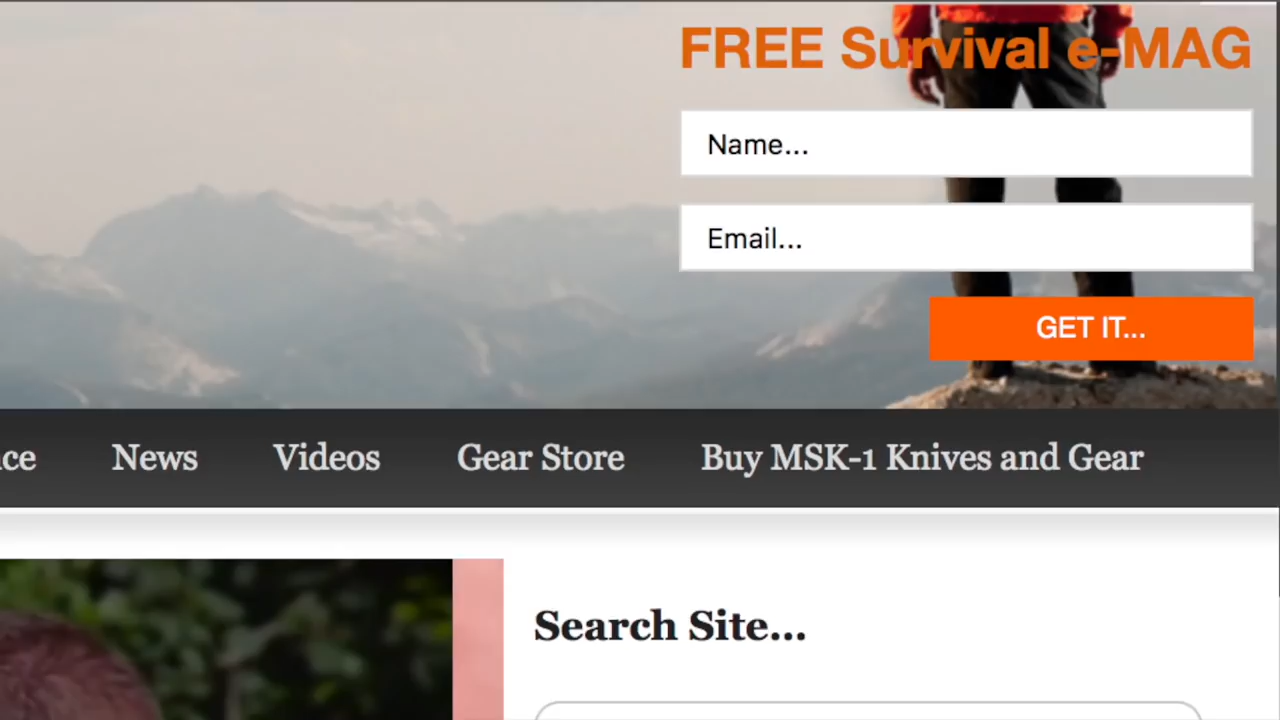 FREE Survival e-MAG
Name...
Email...
GET IT...
News Videos Gear Store Buy MSK-1 Knives and Gear
Search Site...